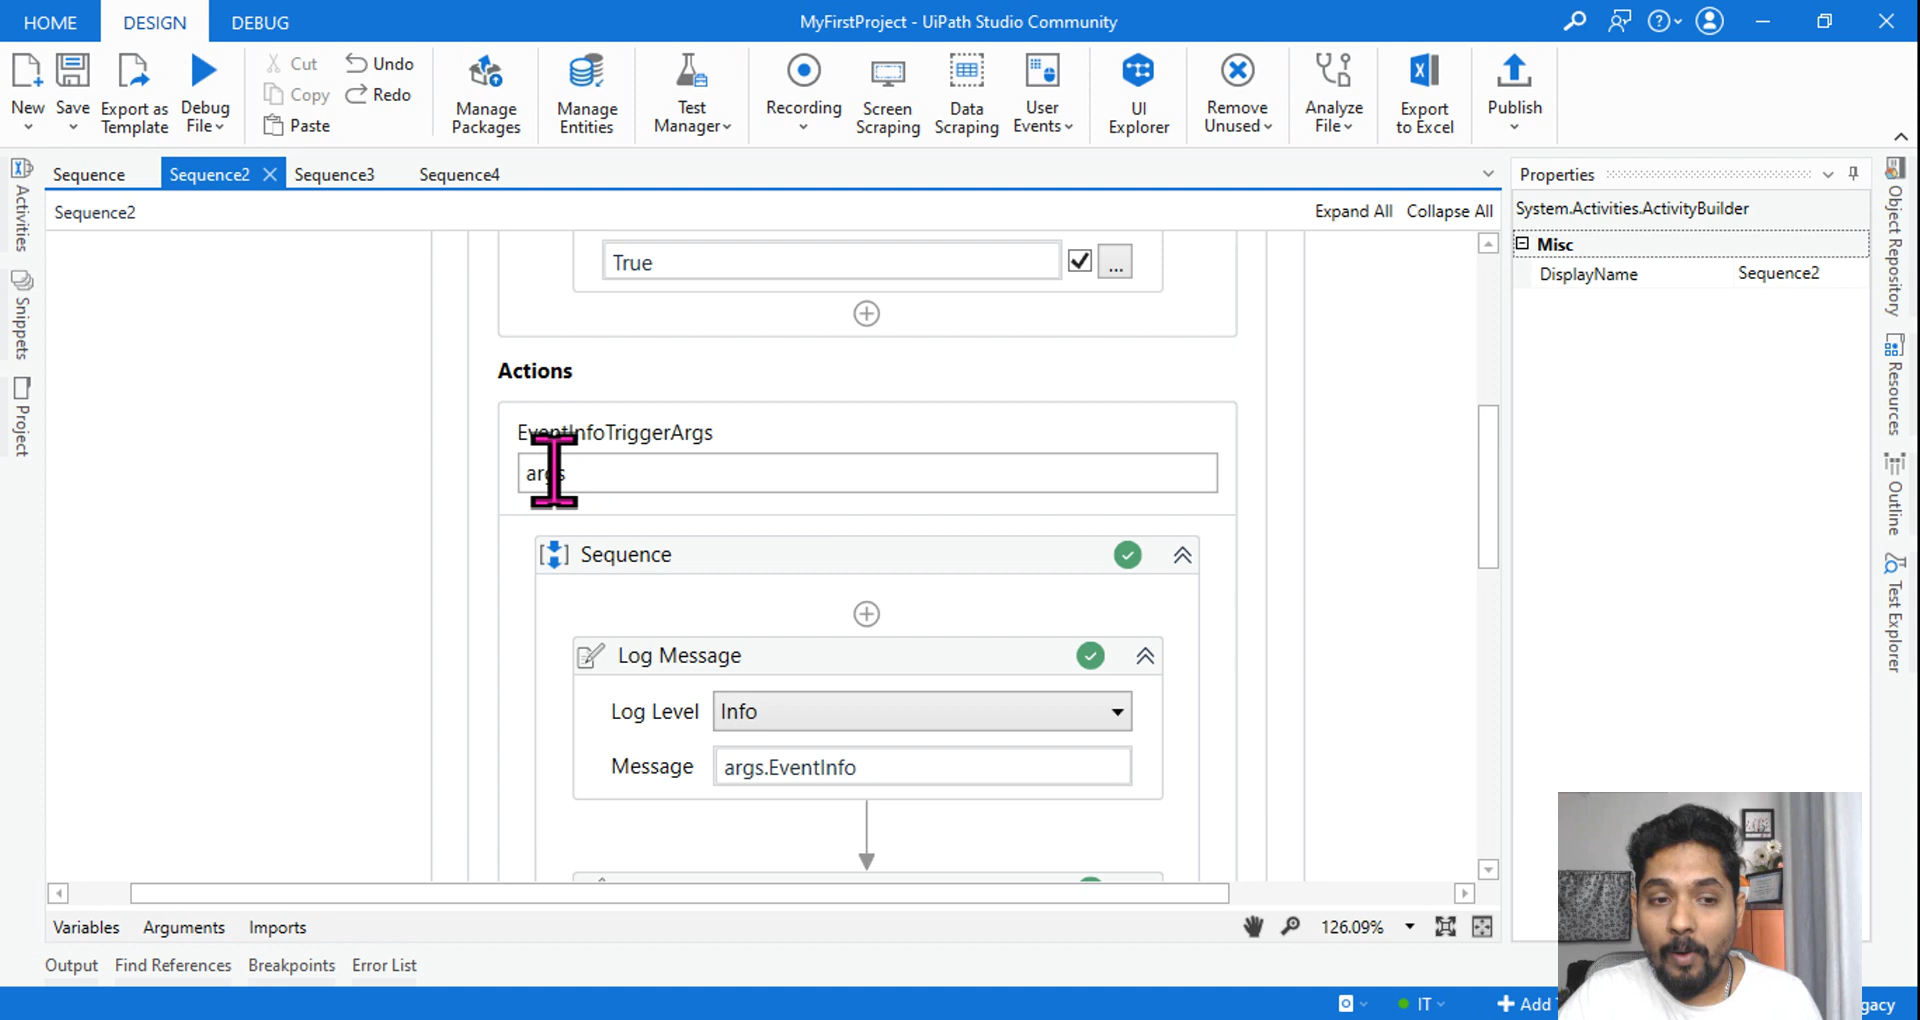 HOME DESIGN DEBUG MyFirstProject - UiPath Studio Community
New Save Export as Template Debug File Cut Copy Paste Undo Redo Manage Packages Manage Entities Test Manager Recording Screen Scraping Data Scraping User Events UI Explorer Remove Unused Analyze File Export to Excel Publish
Activities
Snippets
Project
Sequence Sequence2 Sequence3 Sequence4
Sequence2 Expand All Collapse All
True ...
Actions
EventInfoTriggerArgs
args
Sequence
Log Message
Log Level Info
Message args.EventInfo
Properties
System.Activities.ActivityBuilder
Misc
DisplayName Sequence2
Object Repository
Resources
Outline
Test Explorer
Variables Arguments Imports 126.09%
Output Find References Breakpoints Error List
IT Add